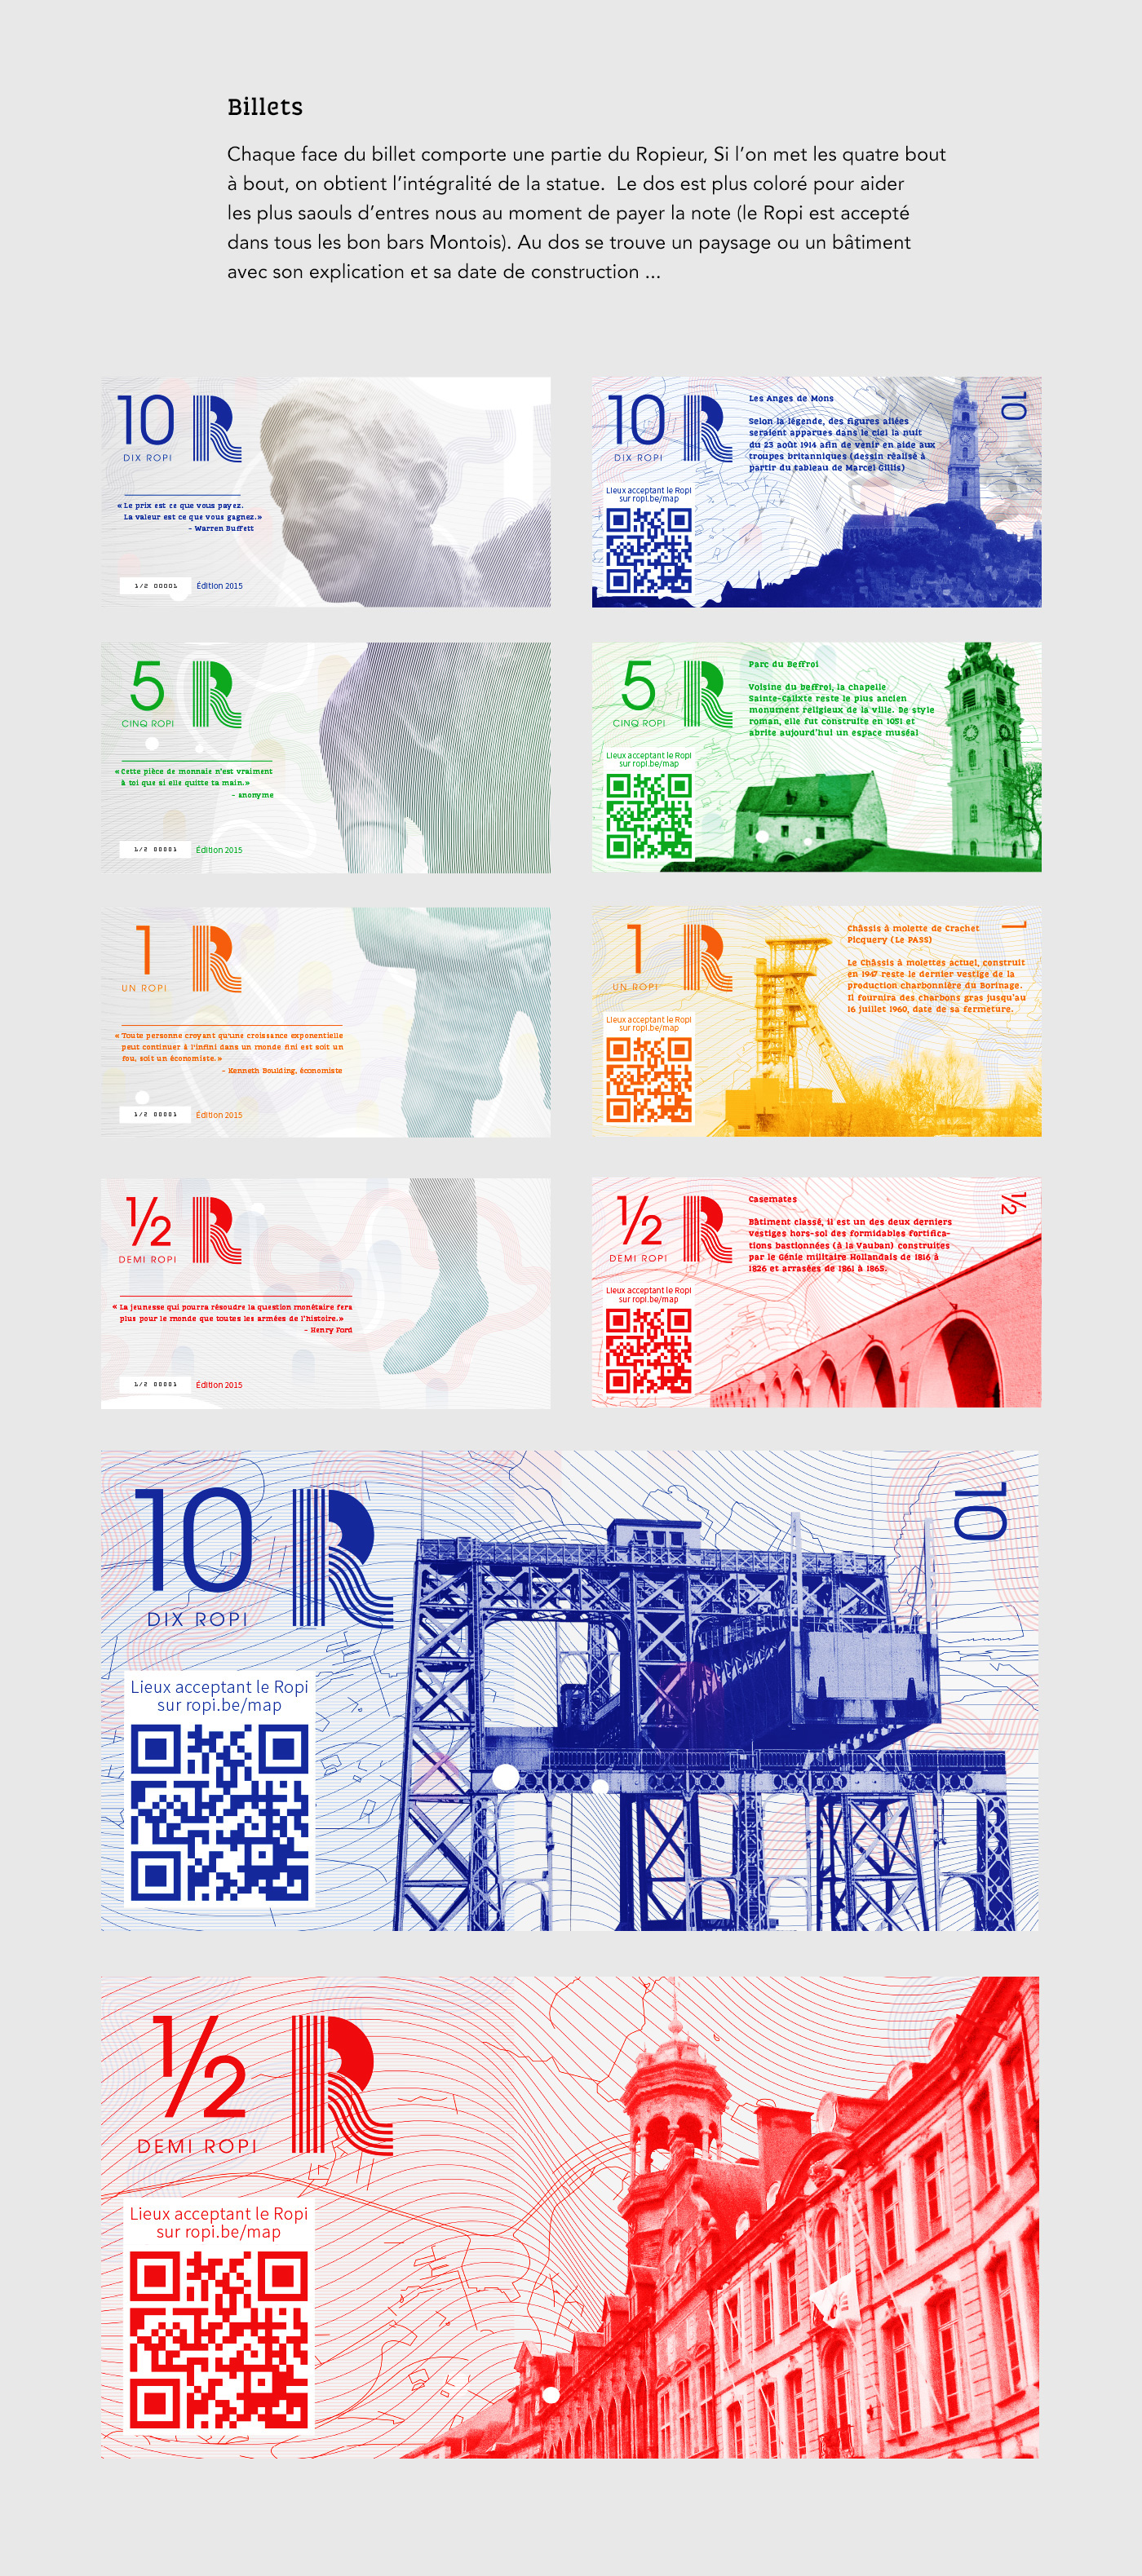 Billets
Chaque face du billet comporte une partie du Ropieur, Si l’on met les quatre bout
à bout, on obtient l’intégralité de la statue.  Le dos est plus coloré pour aider
les plus saouls d’entres nous au moment de payer la note (le Ropi est accepté
dans tous les bon bars Montois). Au dos se trouve un paysage ou un bâtiment
avec son explication et sa date de construction ...
10 R
DIX ROPI
« Le prix est ce que vous payez.
La valeur est ce que vous gagnez.»
- Warren Buffett
1/2 00001 Édition 2015
10 R
DIX ROPI
Les Anges de Mons
Selon la légende, des figures ailées
seraient apparues dans le ciel la nuit
du 23 août 1914 afin de venir en aide aux
troupes britanniques (dessin réalisé à
partir du tableau de Marcel Gillis)
10
Lieux acceptant le Ropi
sur ropi.be/map
5 R
CINQ ROPI
« Cette pièce de monnaie n'est vraiment
à toi que si elle quitte ta main.»
- anonyme
1/2 00001 Édition 2015
5 R
CINQ ROPI
Parc du Beffroi
Voisine du beffroi, la chapelle
Sainte-Calixte reste le plus ancien
monument religieux de la ville. De style
roman, elle fut construite en 1051 et
abrite aujourd'hui un espace muséal
Lieux acceptant le Ropi
sur ropi.be/map
1 R
UN ROPI
« Toute personne croyant qu'une croissance exponentielle
peut continuer à l'infini dans un monde fini est soit un
fou, soit un économiste.»
- Kenneth Boulding, économiste
1/2 00001 Édition 2015
1 R
UN ROPI
Châssis à molette de Crachet
Picquery (Le PASS)
Le Châssis à molettes actuel, construit
en 1947 reste le dernier vestige de la
production charbonnière du Borinage.
Il fournira des charbons gras jusqu'au
16 juillet 1960, date de sa fermeture.
1
Lieux acceptant le Ropi
sur ropi.be/map
½ R
DEMI ROPI
« La jeunesse qui pourra résoudre la question monétaire fera
plus pour le monde que toutes les armées de l'histoire.»
- Henry Ford
1/2 00001 Édition 2015
½ R
DEMI ROPI
Casemates
Bâtiment classé, il est un des deux derniers
vestiges hors-sol des formidables fortifica-
tions bastionnées (à la Vauban) construites
par le Génie militaire Hollandais de 1816 à
1826 et arrasées de 1861 à 1865.
½
Lieux acceptant le Ropi
sur ropi.be/map
10 R
DIX ROPI
10
Lieux acceptant le Ropi
sur ropi.be/map
½ R
DEMI ROPI
Lieux acceptant le Ropi
sur ropi.be/map